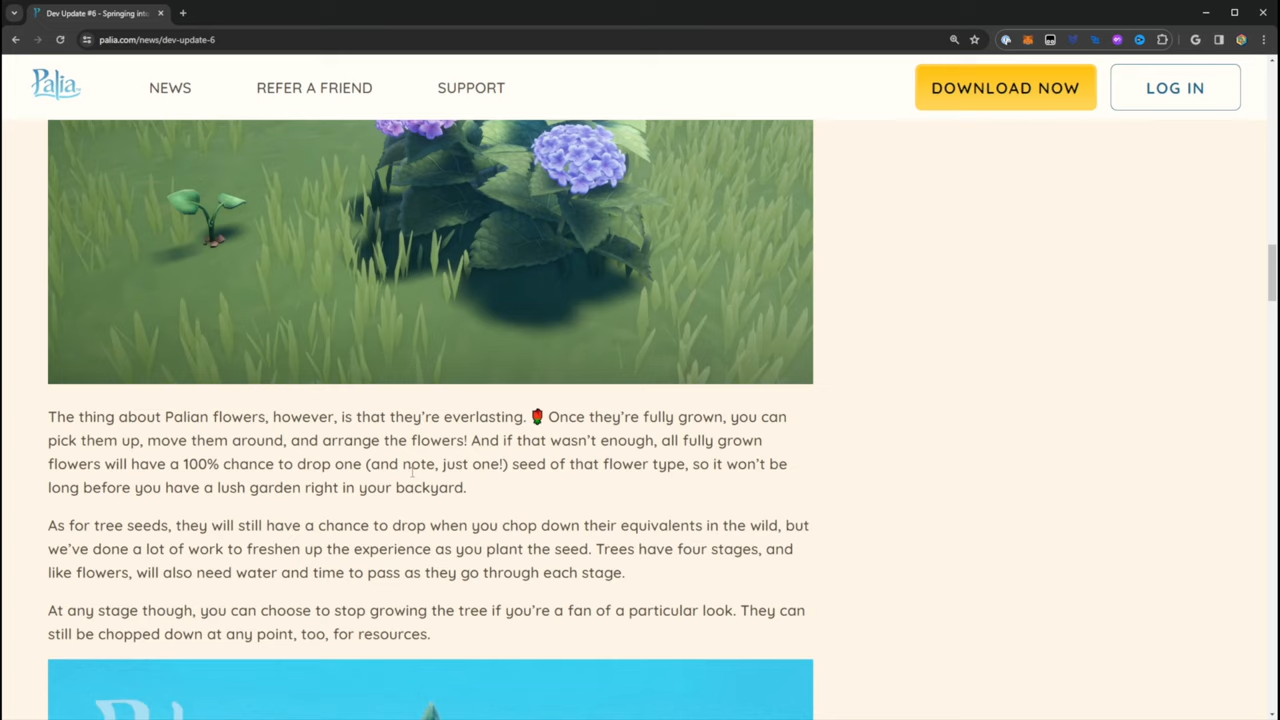 Dev Update #6 - Springing into
palia.com/news/dev-update-6
Palia
NEWS
REFER A FRIEND
SUPPORT
DOWNLOAD NOW
LOG IN
The thing about Palian flowers, however, is that they’re everlasting. 🌹 Once they’re fully grown, you can
pick them up, move them around, and arrange the flowers! And if that wasn’t enough, all fully grown
flowers will have a 100% chance to drop one (and note, just one!) seed of that flower type, so it won’t be
long before you have a lush garden right in your backyard.
As for tree seeds, they will still have a chance to drop when you chop down their equivalents in the wild, but
we’ve done a lot of work to freshen up the experience as you plant the seed. Trees have four stages, and
like flowers, will also need water and time to pass as they go through each stage.
At any stage though, you can choose to stop growing the tree if you’re a fan of a particular look. They can
still be chopped down at any point, too, for resources.